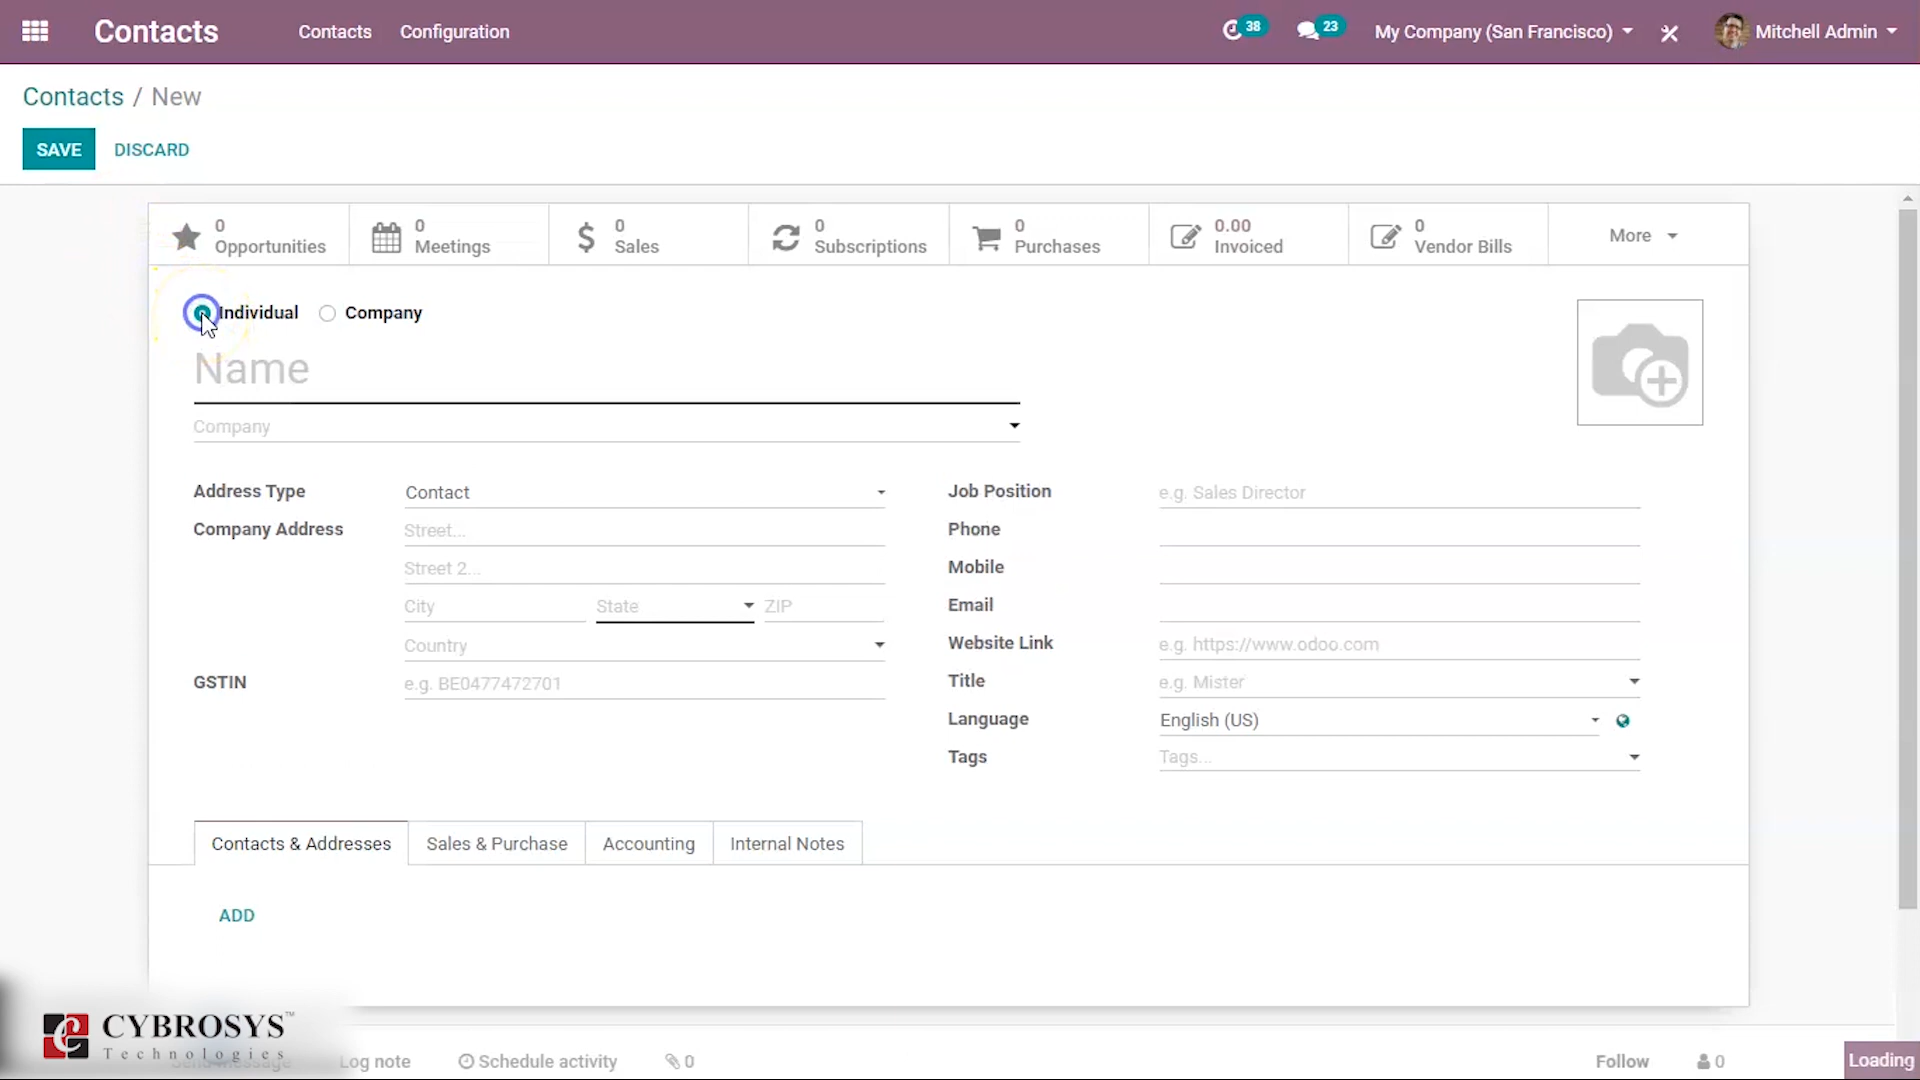 Contacts
Contacts
Configuration
38
23
My Company (San Francisco)
Mitchell Admin
Contacts / New
SAVE
DISCARD
0
Opportunities
0
Meetings
0
Sales
0
Subscriptions
0
Purchases
0.00
Invoiced
0
Vendor Bills
More
Individual
Company
Name
Company
Address Type
Contact
Company Address
Street...
Street 2...
City
State
ZIP
Country
GSTIN
e.g. BE0477472701
Job Position
e.g. Sales Director
Phone
Mobile
Email
Website Link
e.g. https://www.odoo.com
Title
e.g. Mister
Language
English (US)
Tags
Tags...
Contacts & Addresses
Sales & Purchase
Accounting
Internal Notes
ADD
CYBROSYS™
Technologies
Send message
Log note
Schedule activity
0
Follow
0
Loading